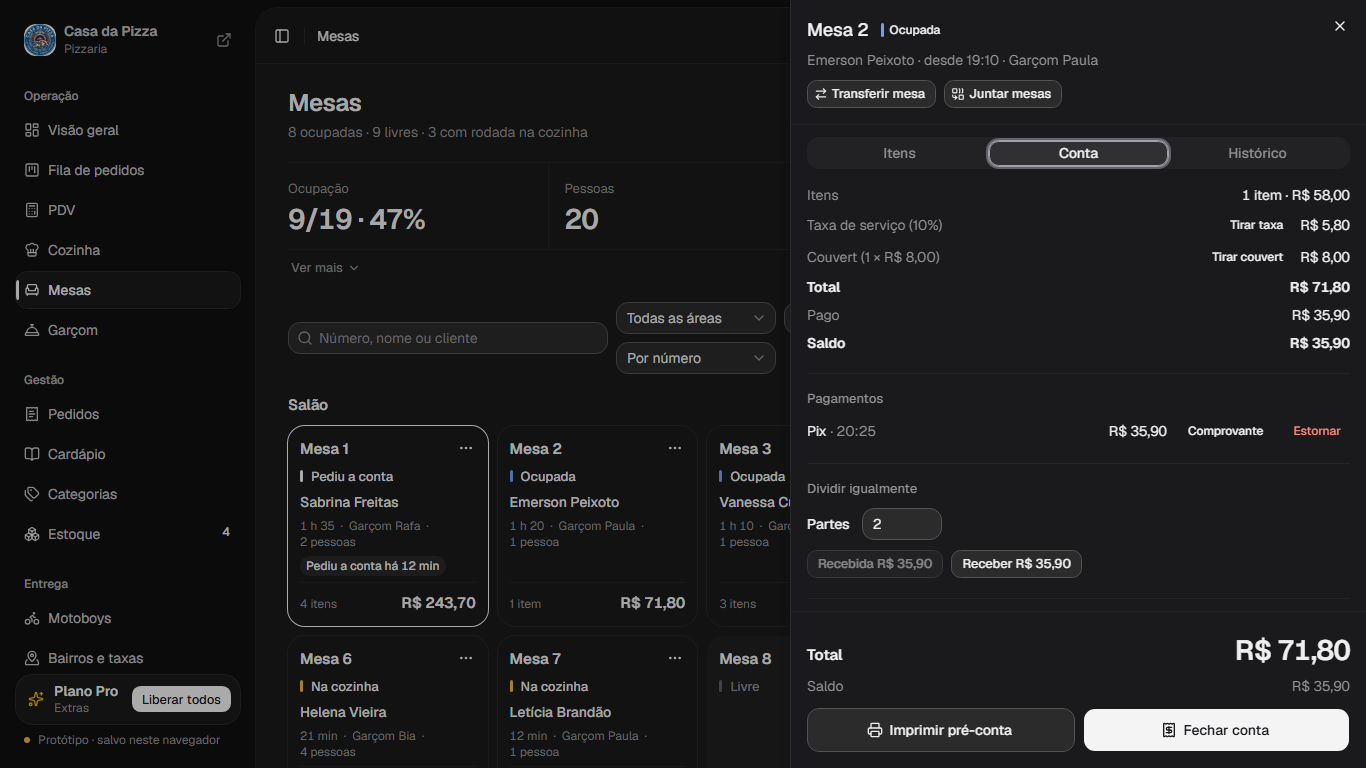 Casa da Pizza
Pizzaria
Operação
Visão geral
Fila de pedidos
PDV
Cozinha
Mesas
Garçom
Gestão
Pedidos
Cardápio
Categorias
Estoque 4
Entrega
Motoboys
Bairros e taxas
Plano Pro
Extras
Liberar todos
Protótipo · salvo neste navegador
Mesas
Mesas
8 ocupadas · 9 livres · 3 com rodada na cozinha
Ocupação
9/19 · 47%
Pessoas
20
Ver mais
Número, nome ou cliente
Todas as áreas
Por número
Salão
Mesa 1
Pediu a conta
Sabrina Freitas
1 h 35 · Garçom Rafa ·
2 pessoas
Pediu a conta há 12 min
4 itens R$ 243,70
Mesa 2
Ocupada
Emerson Peixoto
1 h 20 · Garçom Paula ·
1 pessoa
1 item R$ 71,80
Mesa 3
Ocupada
Vanessa
1 h 10 ·
1 pessoa
3 itens
Mesa 6
Na cozinha
Helena Vieira
21 min · Garçom Bia ·
4 pessoas
Mesa 7
Na cozinha
Letícia Brandão
12 min · Garçom Paula ·
1 pessoa
Mesa 8
Livre
Mesa 2 Ocupada
Emerson Peixoto · desde 19:10 · Garçom Paula
Transferir mesa Juntar mesas
Itens Conta Histórico
Itens 1 item · R$ 58,00
Taxa de serviço (10%) Tirar taxa R$ 5,80
Couvert (1 × R$ 8,00) Tirar couvert R$ 8,00
Total R$ 71,80
Pago R$ 35,90
Saldo R$ 35,90
Pagamentos
Pix · 20:25 R$ 35,90 Comprovante Estornar
Dividir igualmente
Partes 2
Recebida R$ 35,90 Receber R$ 35,90
Total R$ 71,80
Saldo R$ 35,90
Imprimir pré-conta Fechar conta